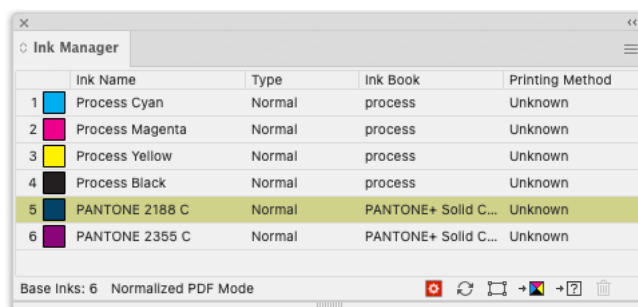 Ink Manager
Ink Name Type Ink Book Printing Method
1 Process Cyan Normal process Unknown
2 Process Magenta Normal process Unknown
3 Process Yellow Normal process Unknown
4 Process Black Normal process Unknown
5 PANTONE 2188 C Normal PANTONE+ Solid C... Unknown
6 PANTONE 2355 C Normal PANTONE+ Solid C... Unknown
Base Inks: 6 Normalized PDF Mode